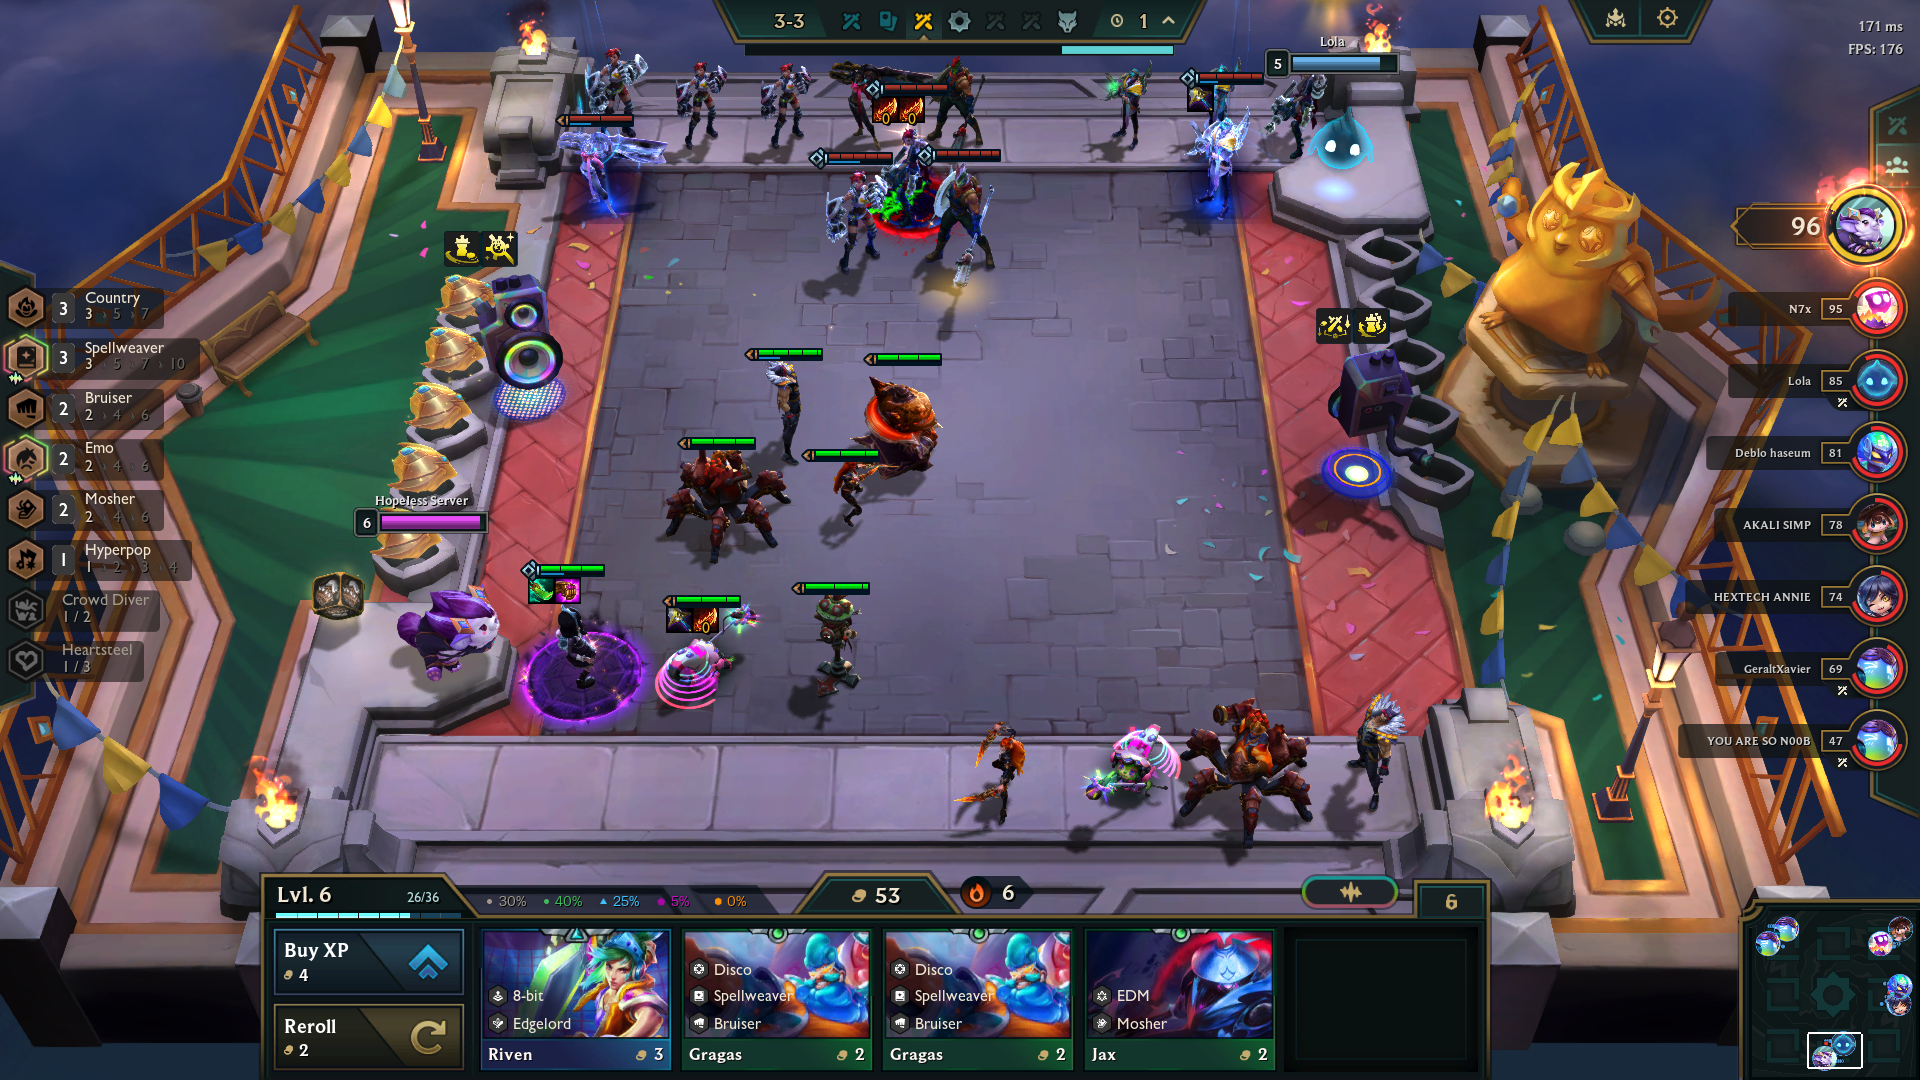 3-3
1
171 ms
FPS: 176
Lola
5
0 0
96
N7x 95
Lola 85
Deblo haseum 81
AKALI SIMP 78
HEXTECH ANNIE 74
GeraltXavier 69
YOU ARE SO N00B 47
3 Country
3 › 5 › 7
3 Spellweaver
3 › 5 › 7 › 10
2 Bruiser
2 › 4 › 6
2 Emo
2 › 4 › 6
2 Mosher
2 › 4 › 6
1 Hyperpop
1 › 2 › 3 › 4
Crowd Diver
1 / 2
Heartsteel
1 / 3
Hopeless Server
6
0
Lvl. 6 26/36
30% 40% 25% 5% 0%
53
6
6
Buy XP
4
Reroll
2
8-bit
Edgelord
Riven 3
Disco
Spellweaver
Bruiser
Gragas 2
Disco
Spellweaver
Bruiser
Gragas 2
EDM
Mosher
Jax 2